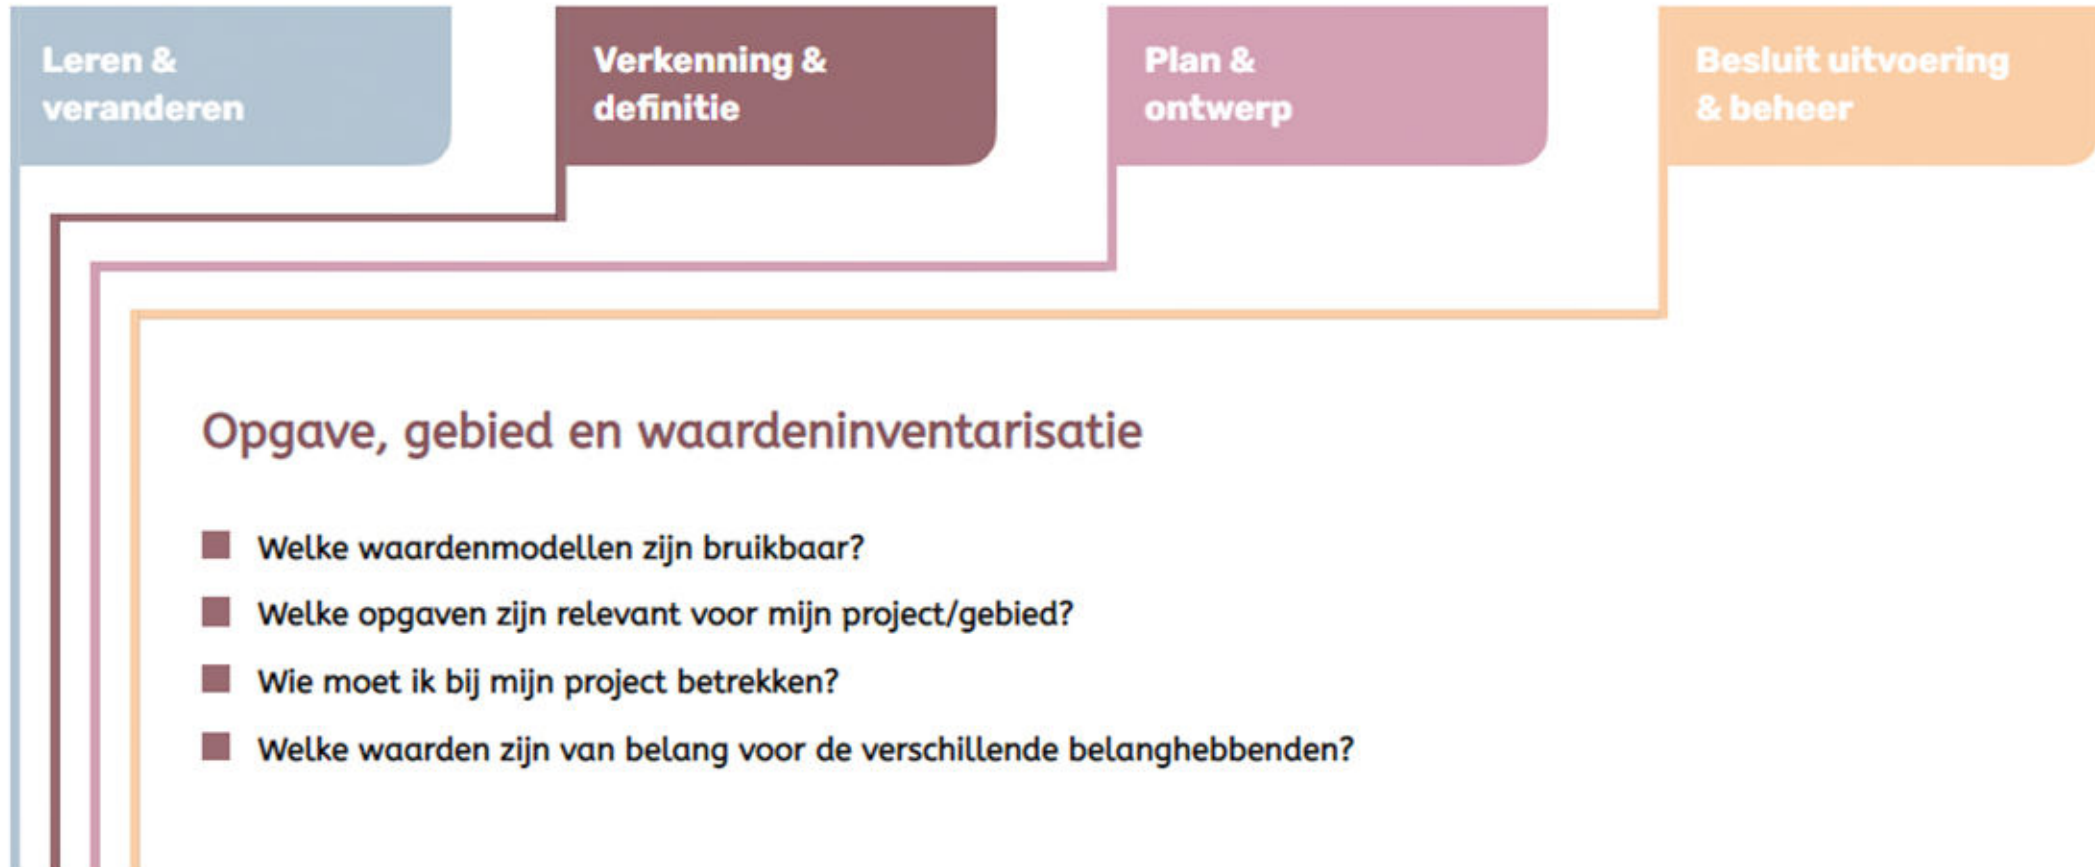 Leren &
veranderen
Verkenning &
definitie
Plan &
ontwerp
Besluit uitvoering
& beheer
Opgave, gebied en waardeninventarisatie
Welke waardenmodellen zijn bruikbaar?
Welke opgaven zijn relevant voor mijn project/gebied?
Wie moet ik bij mijn project betrekken?
Welke waarden zijn van belang voor de verschillende belanghebbenden?